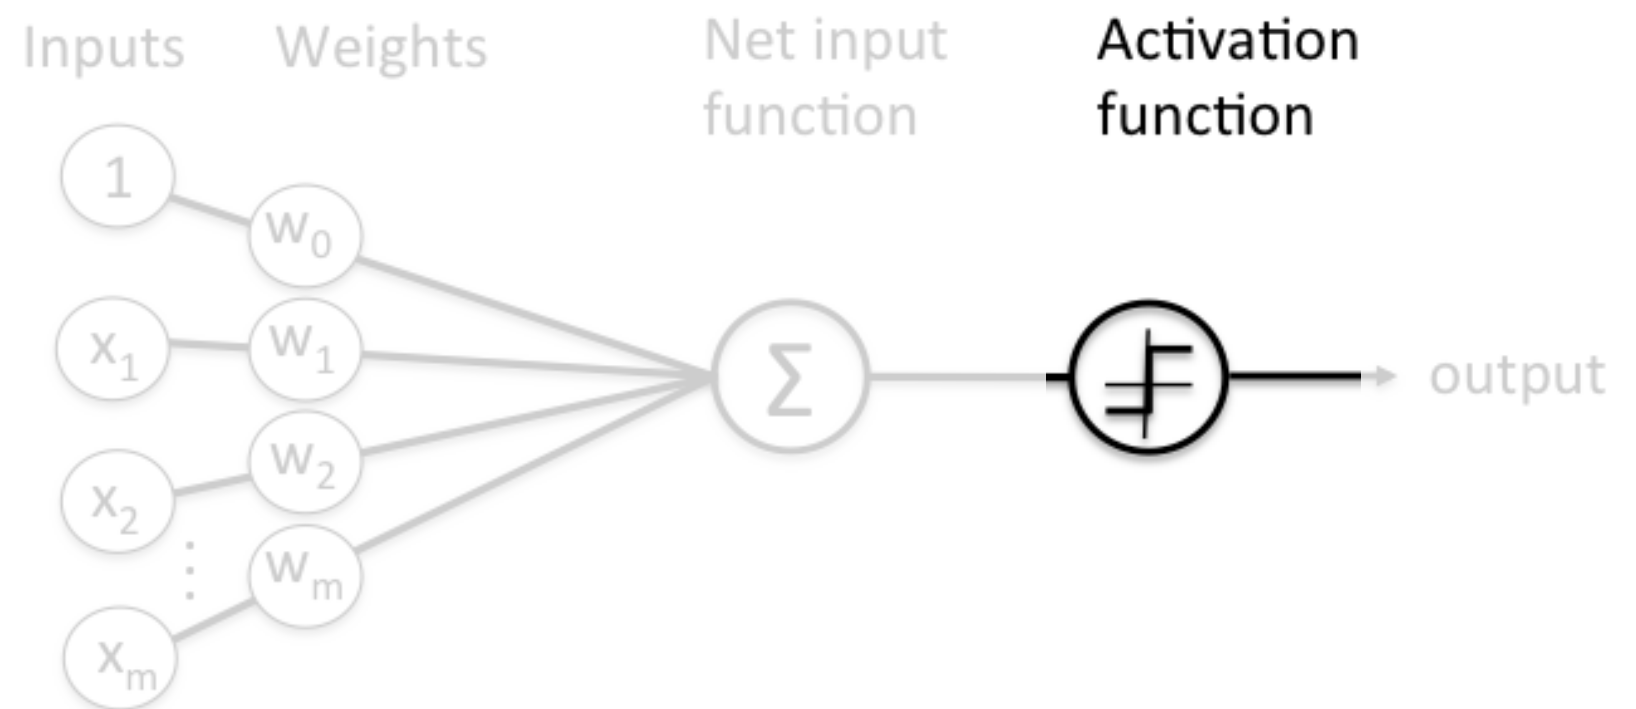 Inputs
Weights
Net input
function
Activation
function
1
w0
x1
w1
x2
w2
⋮
wm
xm
Σ
output